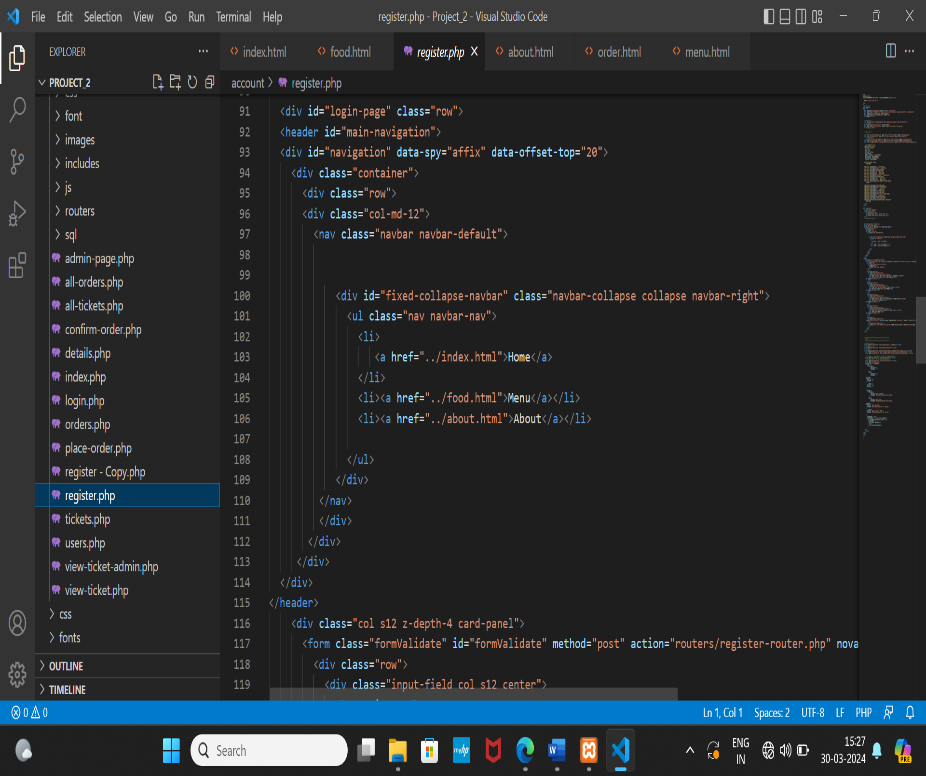 File Edit Selection View Go Run Terminal Help register.php - Project_2 - Visual Studio Code
EXPLORER
index.html food.html register.php about.html order.html menu.html
PROJECT_2
account > register.php
font
images
includes
js
routers
sql
admin-page.php
all-orders.php
all-tickets.php
confirm-order.php
details.php
index.php
login.php
orders.php
place-order.php
register - Copy.php
register.php
tickets.php
users.php
view-ticket-admin.php
view-ticket.php
css
fonts
OUTLINE
TIMELINE
91 <div id="login-page" class="row">
92 <header id="main-navigation">
93 <div id="navigation" data-spy="affix" data-offset-top="20">
94 <div class="container">
95 <div class="row">
96 <div class="col-md-12">
97 <nav class="navbar navbar-default">
98
99
100 <div id="fixed-collapse-navbar" class="navbar-collapse collapse navbar-right">
101 <ul class="nav navbar-nav">
102 <li>
103 <a href="../index.html">Home</a>
104 </li>
105 <li><a href="../food.html">Menu</a></li>
106 <li><a href="../about.html">About</a></li>
107
108 </ul>
109 </div>
110 </nav>
111 </div>
112 </div>
113 </div>
114 </div>
115 </header>
116 <div class="col s12 z-depth-4 card-panel">
117 <form class="formValidate" id="formValidate" method="post" action="routers/register-router.php" nova
118 <div class="row">
119 <div class="input-field col s12 center">
0 0 Ln 1, Col 1 Spaces: 2 UTF-8 LF PHP
Search
ENG
IN
15:27
30-03-2024